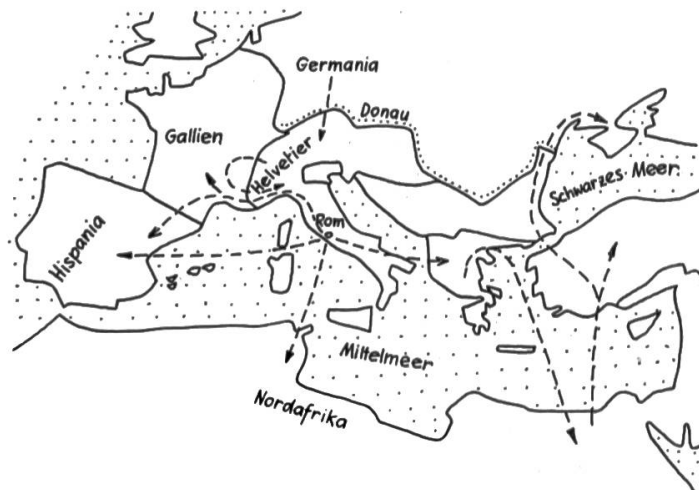 Germania
Donau
Gallien
Helvetier
Schwarzes Meer
Hispania
Rom
Mittelmeer
Nordafrika